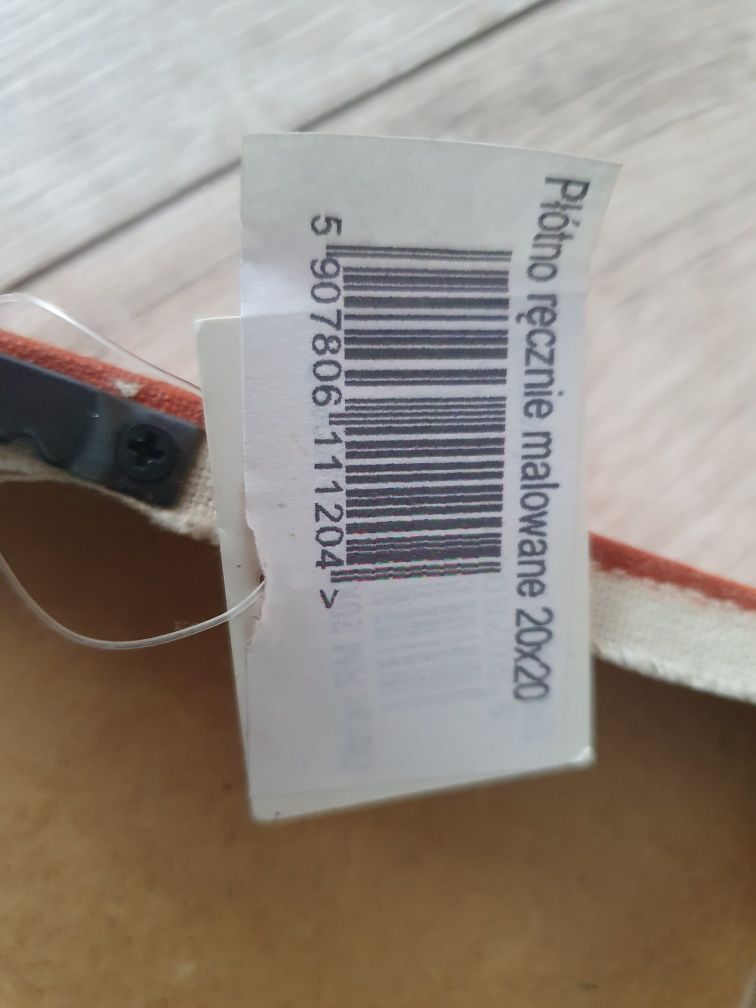 Płótno ręcznie malowane 20x20
5 907806 111204 >